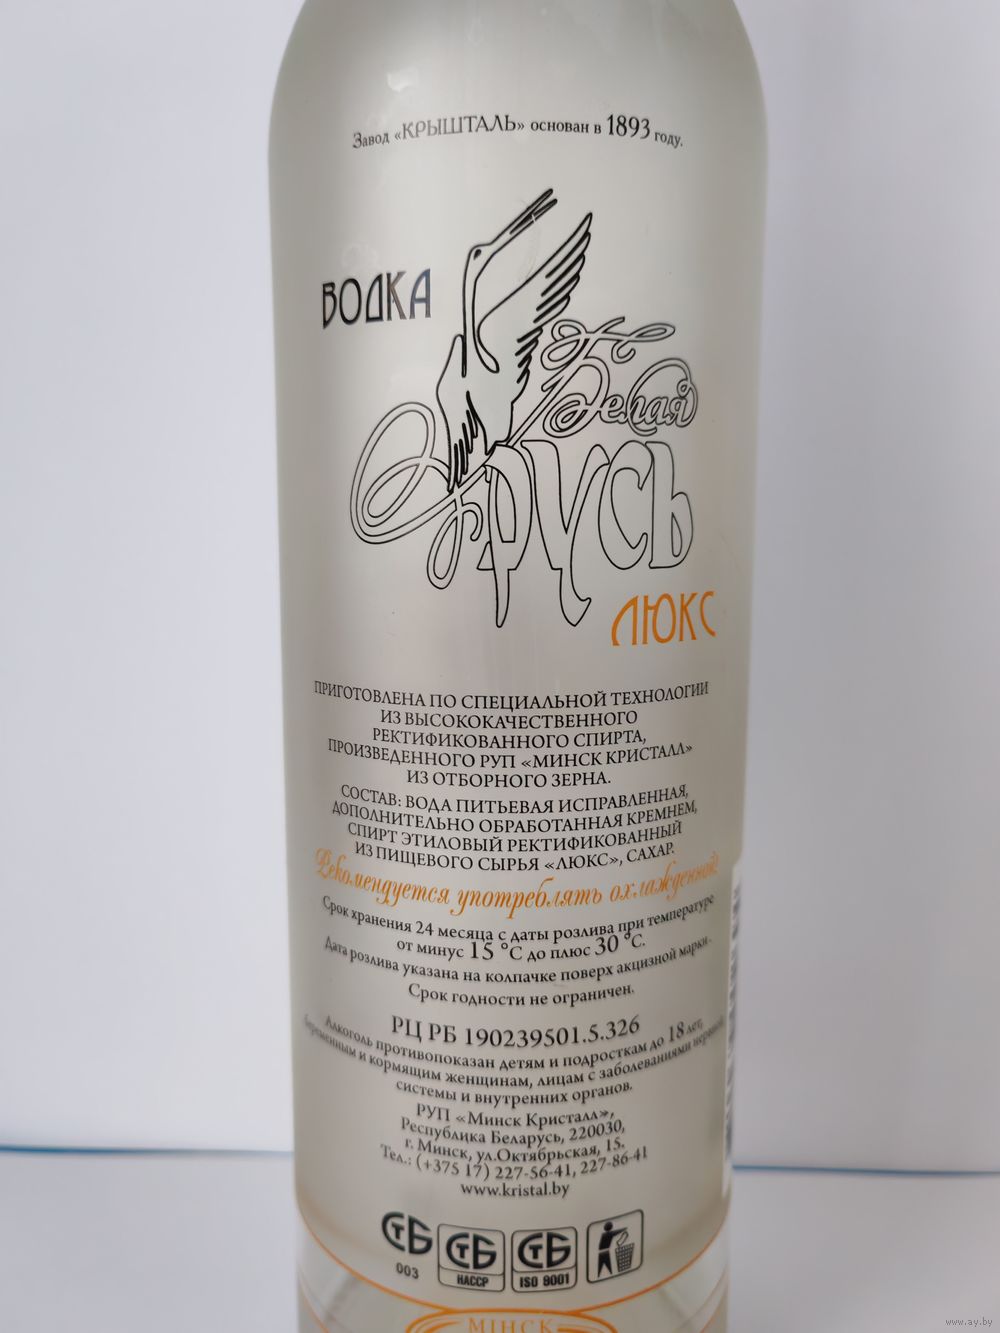 Завод «КРЫШТАЛЬ» основан в 1893 году.
ВОДКА
Белая
РУСЬ
ЛЮКС
ПРИГОТОВЛЕНА ПО СПЕЦИАЛЬНОЙ ТЕХНОЛОГИИ
ИЗ ВЫСОКОКАЧЕСТВЕННОГО
РЕКТИФИКОВАННОГО СПИРТА,
ПРОИЗВЕДЕННОГО РУП «МИНСК КРИСТАЛЛ»
ИЗ ОТБОРНОГО ЗЕРНА.
СОСТАВ: ВОДА ПИТЬЕВАЯ ИСПРАВЛЕННАЯ,
ДОПОЛНИТЕЛЬНО ОБРАБОТАННАЯ КРЕМНЕМ,
СПИРТ ЭТИЛОВЫЙ РЕКТИФИКОВАННЫЙ
ИЗ ПИЩЕВОГО СЫРЬЯ «ЛЮКС», САХАР.
Рекомендуется употреблять охлажденной!
Срок хранения 24 месяца с даты розлива при температуре
от минус 15 °С до плюс 30 °С.
Дата розлива указана на колпачке поверх акцизной марки.
Срок годности не ограничен.
РЦ РБ 190239501.5.326
Алкоголь противопоказан детям и подросткам до 18 лет,
беременным и кормящим женщинам, лицам с заболеваниями нервной
системы и внутренних органов.
РУП «Минск Кристалл»,
Республика Беларусь, 220030,
г. Минск, ул.Октябрьская, 15.
Тел.: (+375 17) 227-56-41, 227-86-41
www.kristal.by
СТБ СТБ СТБ
003 НАССР ISO 9001
МІНСК
www.ay.by